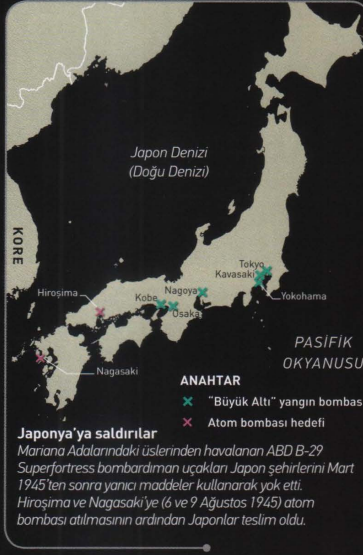 Japon Denizi
(Doğu Denizi)
KORE
Tokyo
Kavasaki
Hiroşima
Kobe
Nagoya
Yokohama
Osaka
Nagasaki
PASİFİK
OKYANUSU
ANAHTAR
"Büyük Altı" yangın bombas
Atom bombası hedefi
Japonya'ya saldırılar
Mariana Adalarındaki üslerinden havalanan ABD B-29
Superfortress bombardıman uçakları Japon şehirlerini Mart
1945'ten sonra yanıcı maddeler kullanarak yok etti.
Hiroşima ve Nagasaki'ye (6 ve 9 Ağustos 1945) atom
bombası atılmasının ardından Japonlar teslim oldu.